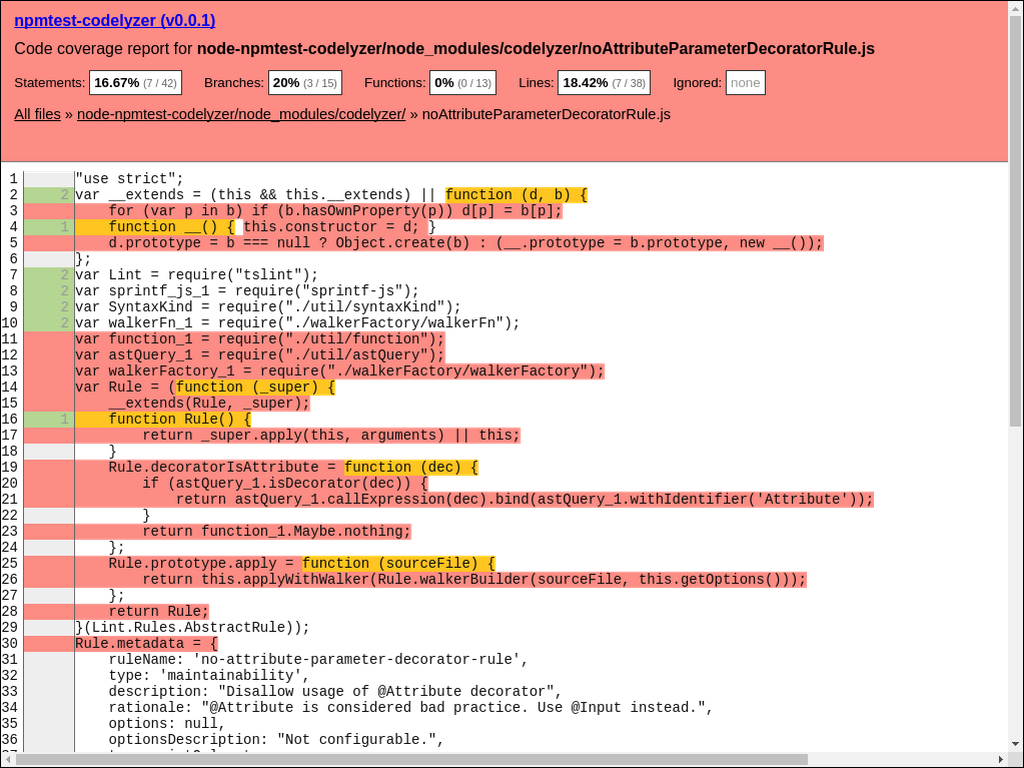 npmtest-codelyzer (v0.0.1)
Code coverage report for node-npmtest-codelyzer/node_modules/codelyzer/noAttributeParameterDecoratorRule.js
Statements: 16.67% (7 / 42) Branches: 20% (3 / 15) Functions: 0% (0 / 13) Lines: 18.42% (7 / 38) Ignored: none
All files » node-npmtest-codelyzer/node_modules/codelyzer/ » noAttributeParameterDecoratorRule.js
1 "use strict";
2 2 var __extends = (this && this.__extends) || function (d, b) {
3     for (var p in b) if (b.hasOwnProperty(p)) d[p] = b[p];
4 1     function __() { this.constructor = d; }
5     d.prototype = b === null ? Object.create(b) : (__.prototype = b.prototype, new __());
6 };
7 2 var Lint = require("tslint");
8 2 var sprintf_js_1 = require("sprintf-js");
9 2 var SyntaxKind = require("./util/syntaxKind");
10 2 var walkerFn_1 = require("./walkerFactory/walkerFn");
11 var function_1 = require("./util/function");
12 var astQuery_1 = require("./util/astQuery");
13 var walkerFactory_1 = require("./walkerFactory/walkerFactory");
14 var Rule = (function (_super) {
15     __extends(Rule, _super);
16 1     function Rule() {
17         return _super.apply(this, arguments) || this;
18     }
19     Rule.decoratorIsAttribute = function (dec) {
20         if (astQuery_1.isDecorator(dec)) {
21             return astQuery_1.callExpression(dec).bind(astQuery_1.withIdentifier('Attribute'));
22         }
23         return function_1.Maybe.nothing;
24     };
25     Rule.prototype.apply = function (sourceFile) {
26         return this.applyWithWalker(Rule.walkerBuilder(sourceFile, this.getOptions()));
27     };
28     return Rule;
29 }(Lint.Rules.AbstractRule));
30 Rule.metadata = {
31     ruleName: 'no-attribute-parameter-decorator-rule',
32     type: 'maintainability',
33     description: "Disallow usage of @Attribute decorator",
34     rationale: "@Attribute is considered bad practice. Use @Input instead.",
35     options: null,
36     optionsDescription: "Not configurable.",